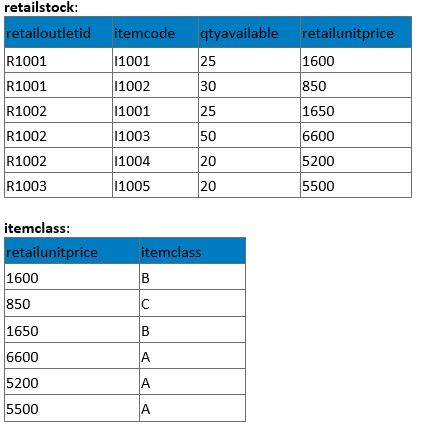 retailstock:
retailoutletid itemcode qtyavailable retailunitprice
R1001 I1001 25 1600
R1001 I1002 30 850
R1002 I1001 25 1650
R1002 I1003 50 6600
R1002 I1004 20 5200
R1003 I1005 20 5500
itemclass:
retailunitprice itemclass
1600 B
850 C
1650 B
6600 A
5200 A
5500 A